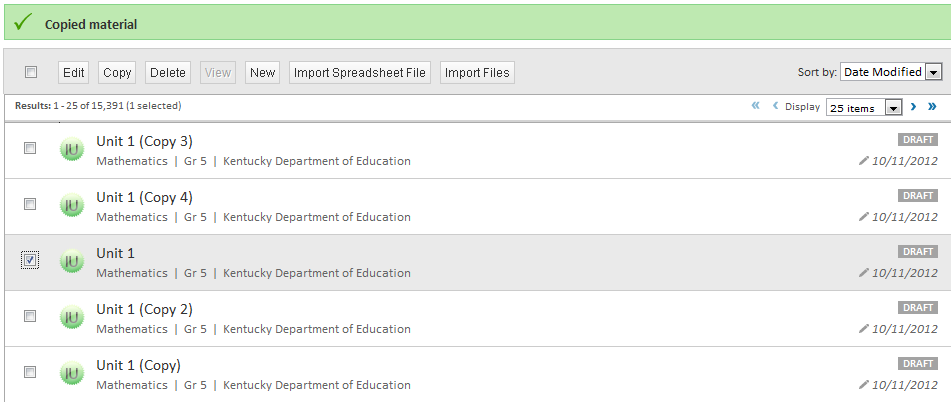 Copied material
Edit Copy Delete View New Import Spreadsheet File Import Files Sort by: Date Modified
Results: 1 - 25 of 15,391 (1 selected) « ‹ Display 25 items › »
IU Unit 1 (Copy 3) DRAFT
Mathematics | Gr 5 | Kentucky Department of Education 10/11/2012
IU Unit 1 (Copy 4) DRAFT
Mathematics | Gr 5 | Kentucky Department of Education 10/11/2012
IU Unit 1 DRAFT
Mathematics | Gr 5 | Kentucky Department of Education 10/11/2012
IU Unit 1 (Copy 2) DRAFT
Mathematics | Gr 5 | Kentucky Department of Education 10/11/2012
IU Unit 1 (Copy) DRAFT
Mathematics | Gr 5 | Kentucky Department of Education 10/11/2012